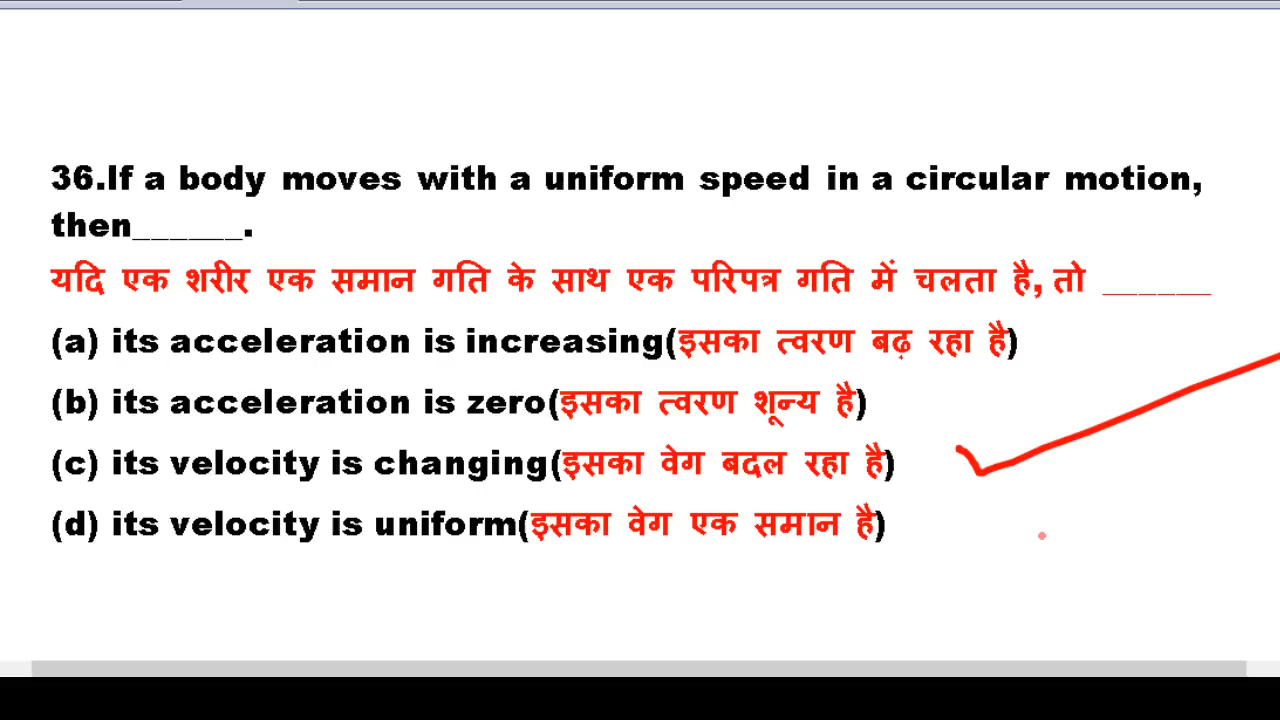 36.If a body moves with a uniform speed in a circular motion,
then______.
यदि एक शरीर एक समान गति के साथ एक परिपत्र गति में चलता है, तो ______
(a) its acceleration is increasing(इसका त्वरण बढ़ रहा है)
(b) its acceleration is zero(इसका त्वरण शून्य है)
(c) its velocity is changing(इसका वेग बदल रहा है)
(d) its velocity is uniform(इसका वेग एक समान है)